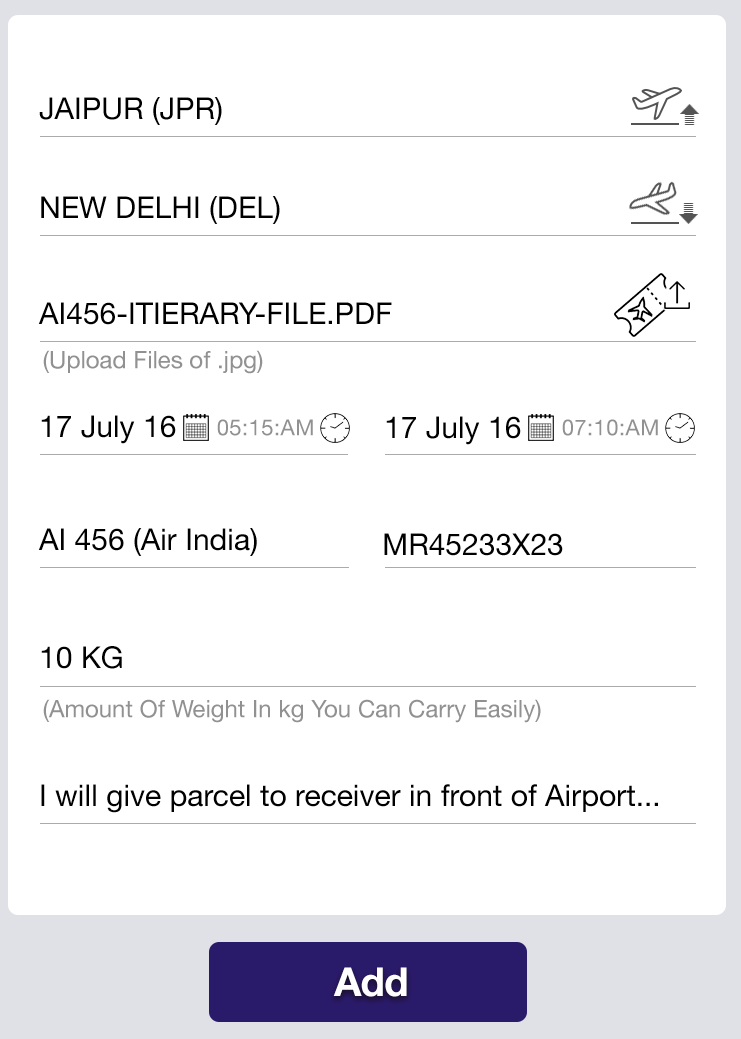 JAIPUR (JPR)
NEW DELHI (DEL)
AI456-ITIERARY-FILE.PDF
(Upload Files of .jpg)
17 July 16 05:15:AM 17 July 16 07:10:AM
AI 456 (Air India) MR45233X23
10 KG
(Amount Of Weight In kg You Can Carry Easily)
I will give parcel to receiver in front of Airport...
Add